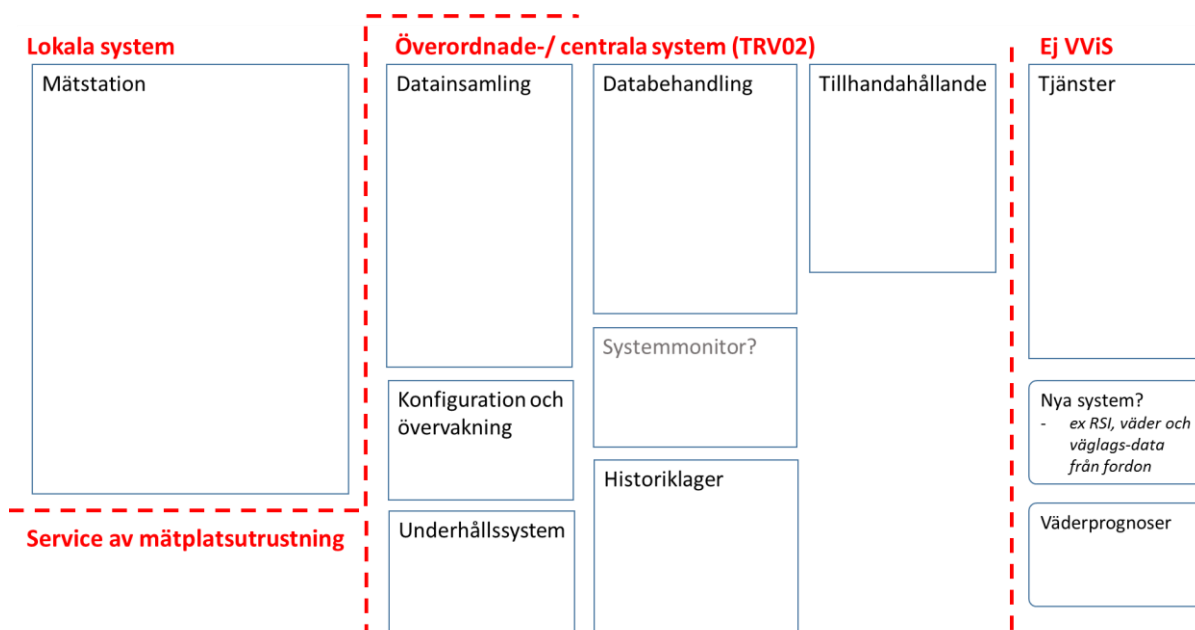 Lokala system
Mätstation
Service av mätplatsutrustning
Överordnade-/ centrala system (TRV02)
Datainsamling
Konfiguration och
övervakning
Underhållssystem
Databehandling
Systemmonitor?
Historiklager
Tillhandahållande
Ej VViS
Tjänster
Nya system?
- ex RSI, väder och
väglags-data
från fordon
Väderprognoser